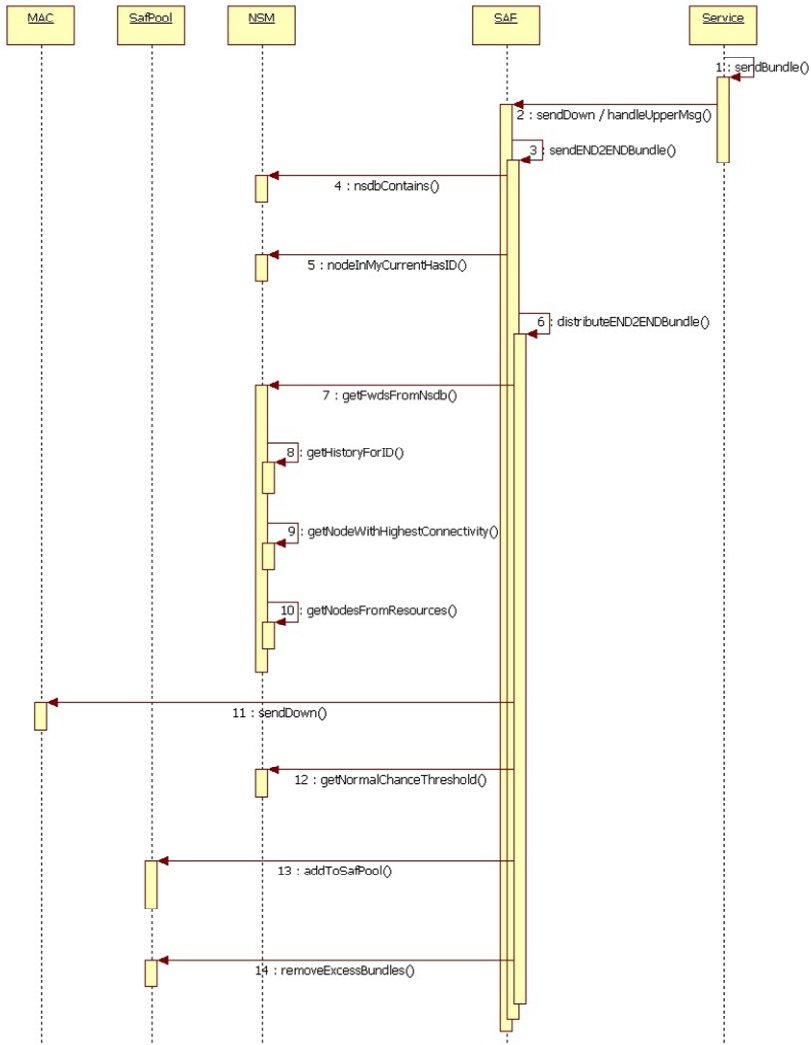 MAC
SafPool
NSM
SAF
Service
1 : sendBundle()
2 : sendDown / handleUpperMsg()
3 : sendEND2ENDBundle()
4 : nsdbContains()
5 : nodeInMyCurrentHasID()
6 : distributeEND2ENDBundle()
7 : getFwdsFromNsdb()
8 : getHistoryForID()
9 : getNodeWithHighestConnectivity()
10 : getNodesFromResources()
11 : sendDown()
12 : getNormalChanceThreshold()
13 : addToSafPool()
14 : removeExcessBundles()